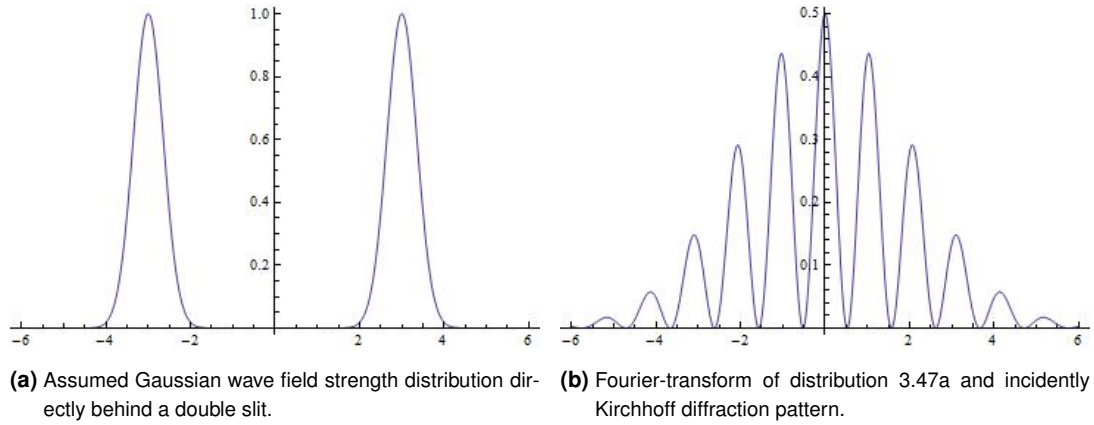 1.0
0.8
0.6
0.4
0.2
−6 −4 −2 2 4 6
0.5
0.4
0.3
0.2
0.1
−6 −4 −2 2 4 6
(a) Assumed Gaussian wave field strength distribution dir-
ectly behind a double slit.
(b) Fourier-transform of distribution 3.47a and incidently
Kirchhoff diffraction pattern.